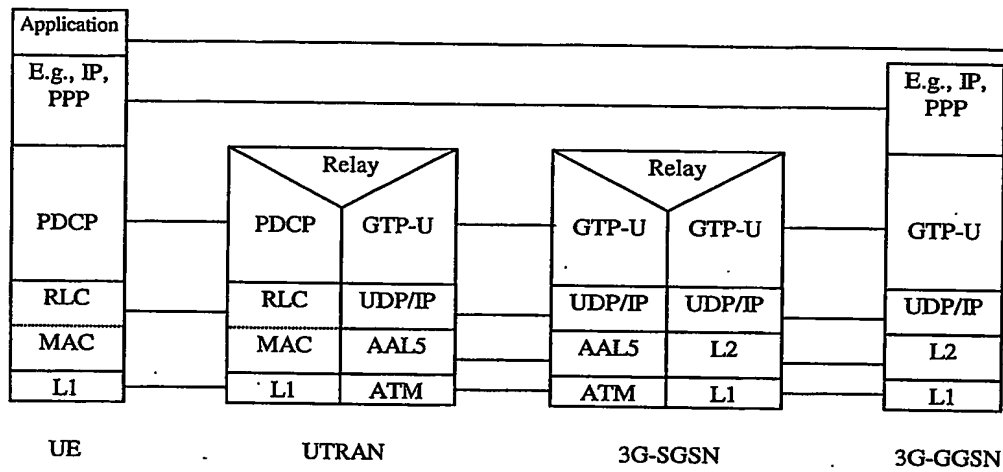 Application
E.g., IP,
PPP
E.g., IP,
PPP
Relay
Relay
PDCP
PDCP
GTP-U
GTP-U
GTP-U
GTP-U
RLC
RLC
UDP/IP
UDP/IP
UDP/IP
UDP/IP
MAC
MAC
AAL5
AAL5
L2
L2
L1
L1
ATM
ATM
L1
L1
UE
UTRAN
3G-SGSN
3G-GGSN